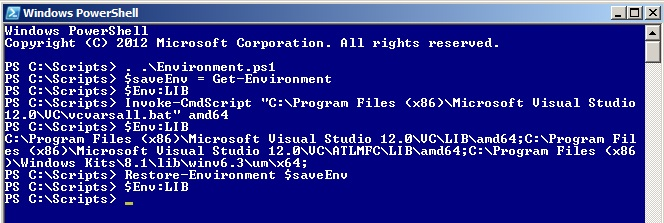 Windows PowerShell
Windows PowerShell
Copyright (C) 2012 Microsoft Corporation. All rights reserved.
PS C:\Scripts> . .\Environment.ps1
PS C:\Scripts> $saveEnv = Get-Environment
PS C:\Scripts> $Env:LIB
PS C:\Scripts> Invoke-CmdScript "C:\Program Files (x86)\Microsoft Visual Studio
12.0\VC\vcvarsall.bat" amd64
PS C:\Scripts> $Env:LIB
C:\Program Files (x86)\Microsoft Visual Studio 12.0\VC\LIB\amd64;C:\Program Fil
es (x86)\Microsoft Visual Studio 12.0\VC\ATLMFC\LIB\amd64;C:\Program Files (x86
)\Windows Kits\8.1\lib\winv6.3\um\x64;
PS C:\Scripts> Restore-Environment $saveEnv
PS C:\Scripts> $Env:LIB
PS C:\Scripts> _